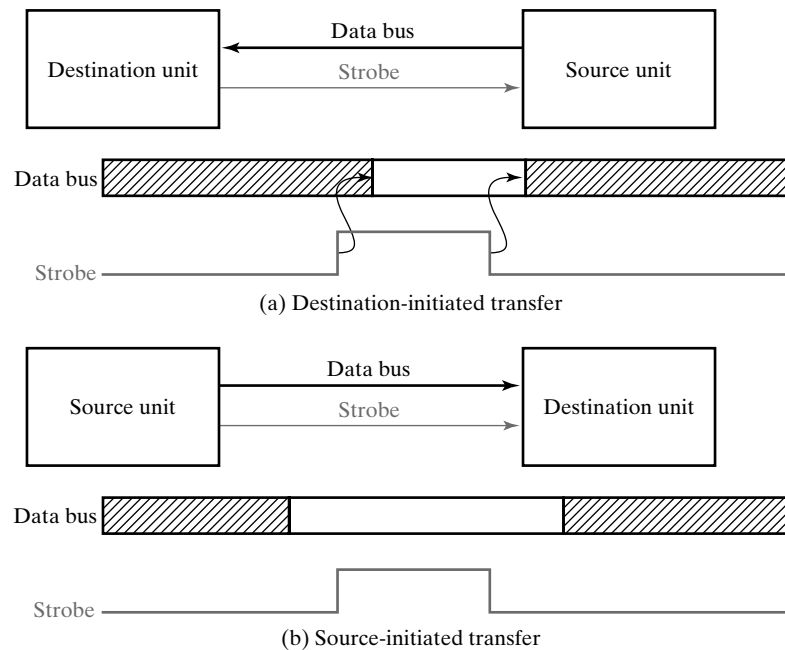 Data bus
Destination unit
Source unit
Strobe
Data bus
Strobe
(a) Destination-initiated transfer
Data bus
Source unit
Destination unit
Strobe
Data bus
Strobe
(b) Source-initiated transfer